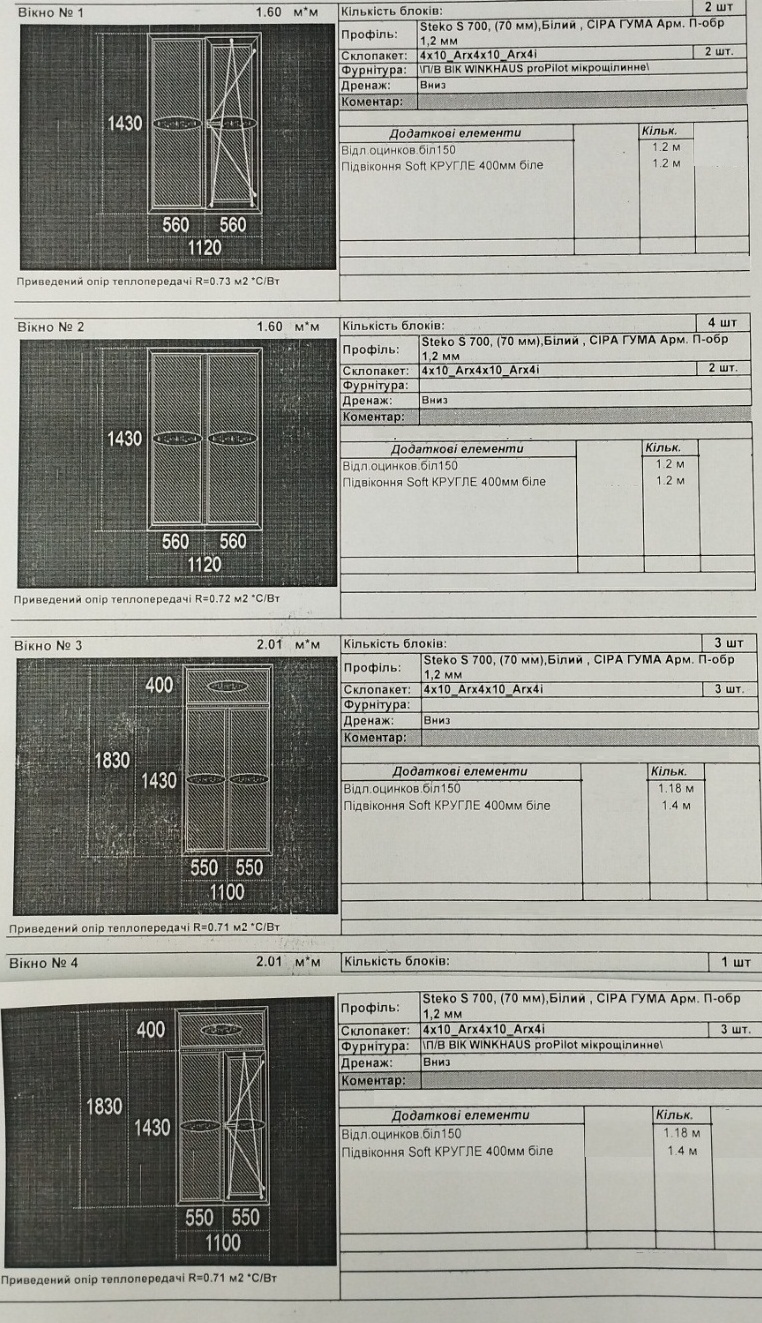 Вікно № 1 1.60 м*м Кількість блоків: 2 шт
Профіль: Steko S 700, (70 мм),Білий , СІРА ГУМА Арм. П-обр
1,2 мм
Склопакет: 4x10_Arx4x10_Arx4i 2 шт.
Фурнітура: \П/В ВІК WINKHAUS proPilot мікрощілинне\
Дренаж: Вниз
Коментар:
1430
Додаткові елементи Кільк.
Відл.оцинков.біл150 1.2 м
Підвіконня Soft КРУГЛЕ 400мм біле 1.2 м
560 560
1120
Приведений опір теплопередачі R=0.73 м2 *С/Вт
Вікно № 2 1.60 м*м Кількість блоків: 4 шт
Профіль: Steko S 700, (70 мм),Білий , СІРА ГУМА Арм. П-обр
1,2 мм
Склопакет: 4x10_Arx4x10_Arx4i 2 шт.
Фурнітура:
Дренаж: Вниз
Коментар:
1430
Додаткові елементи Кільк.
Відл.оцинков.біл150 1.2 м
Підвіконня Soft КРУГЛЕ 400мм біле 1.2 м
560 560
1120
Приведений опір теплопередачі R=0.72 м2 *С/Вт
Вікно № 3 2.01 м*м Кількість блоків: 3 шт
Профіль: Steko S 700, (70 мм),Білий , СІРА ГУМА Арм. П-обр
1,2 мм
400
Склопакет: 4x10_Arx4x10_Arx4i 3 шт.
Фурнітура:
Дренаж: Вниз
Коментар:
1830
1430
Додаткові елементи Кільк.
Відл.оцинков.біл150 1.18 м
Підвіконня Soft КРУГЛЕ 400мм біле 1.4 м
550 550
1100
Приведений опір теплопередачі R=0.71 м2 *С/Вт
Вікно № 4 2.01 м*м Кількість блоків: 1 шт
Профіль: Steko S 700, (70 мм),Білий , СІРА ГУМА Арм. П-обр
1,2 мм
400
Склопакет: 4x10_Arx4x10_Arx4i 3 шт.
Фурнітура: \П/В ВІК WINKHAUS proPilot мікрощілинне\
Дренаж: Вниз
Коментар:
1830
1430
Додаткові елементи Кільк.
Відл.оцинков.біл150 1.18 м
Підвіконня Soft КРУГЛЕ 400мм біле 1.4 м
550 550
1100
Приведений опір теплопередачі R=0.71 м2 *С/Вт